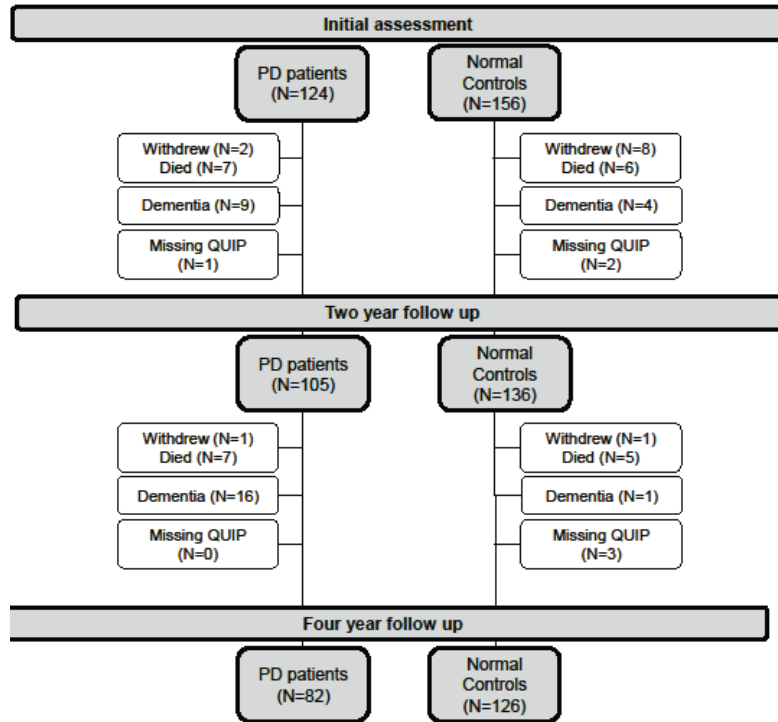 Initial assessment
PD patients
(N=124)
Normal
Controls
(N=156)
Withdrew (N=2)
Died (N=7)
Withdrew (N=8)
Died (N=6)
Dementia (N=9)
Dementia (N=4)
Missing QUIP
(N=1)
Missing QUIP
(N=2)
Two year follow up
PD patients
(N=105)
Normal
Controls
(N=136)
Withdrew (N=1)
Died (N=7)
Withdrew (N=1)
Died (N=5)
Dementia (N=16)
Dementia (N=1)
Missing QUIP
(N=0)
Missing QUIP
(N=3)
Four year follow up
PD patients
(N=82)
Normal
Controls
(N=126)